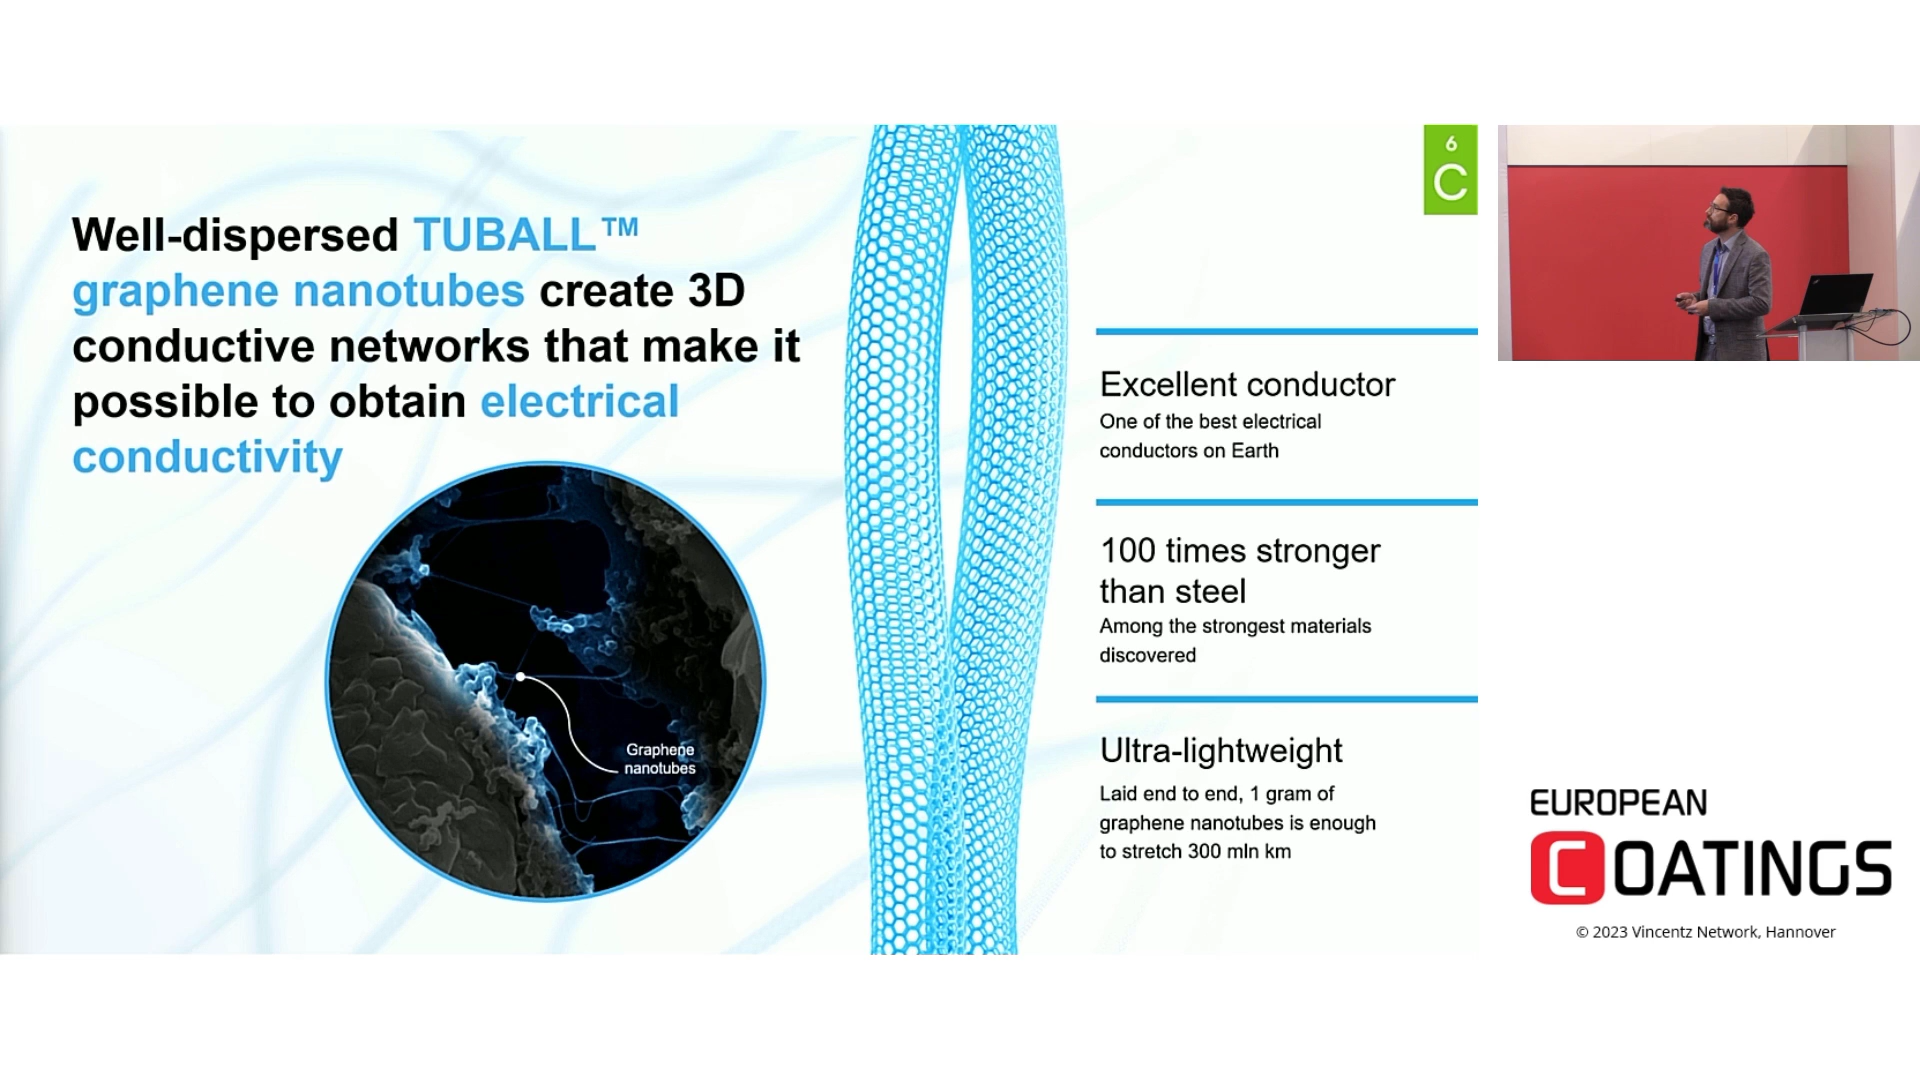 Well-dispersed TUBALL™
graphene nanotubes create 3D
conductive networks that make it
possible to obtain electrical
conductivity
Graphene
nanotubes
6
C
Excellent conductor
One of the best electrical
conductors on Earth
100 times stronger
than steel
Among the strongest materials
discovered
Ultra-lightweight
Laid end to end, 1 gram of
graphene nanotubes is enough
to stretch 300 mln km
EUROPEAN
COATINGS
© 2023 Vincentz Network, Hannover